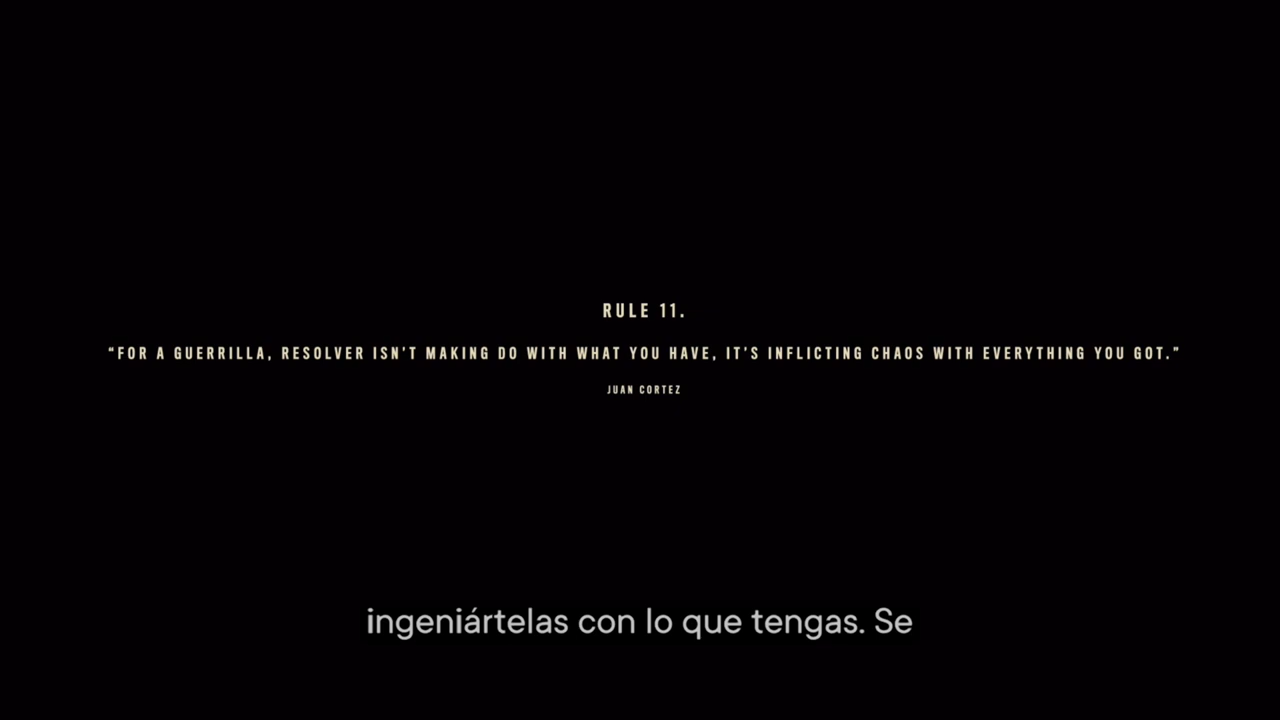 RULE 11.
“FOR A GUERRILLA, RESOLVER ISN’T MAKING DO WITH WHAT YOU HAVE, IT’S INFLICTING CHAOS WITH EVERYTHING YOU GOT.”
JUAN CORTEZ
ingeniártelas con lo que tengas. Se